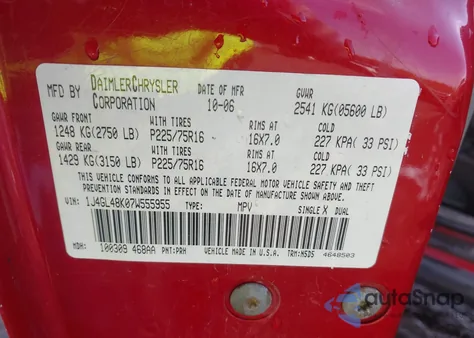 MFD BY DAIMLERCHRYSLER CORPORATION DATE OF MFR 10-06 GVWR 2541 KG(05600 LB)
GAWR FRONT WITH TIRES RIMS AT COLD
1248 KG(2750 LB) P225/75R16 16X7.0 227 KPA( 33 PSI)
GAWR REAR WITH TIRES RIMS AT COLD
1429 KG(3150 LB) P225/75R16 16X7.0 227 KPA( 33 PSI)
THIS VEHICLE CONFORMS TO ALL APPLICABLE FEDERAL MOTOR VEHICLE SAFETY AND THEFT
PREVENTION STANDARDS IN EFFECT ON THE DATE OF MANUFACTURE SHOWN ABOVE.
VIN: 1J4GL48K07W555955 TYPE: MPV SINGLE X DUAL
MDH: 100309 468AA PNT:PRH VEHICLE MADE IN U.S.A. TRM:N5D5 4648503
autoSnap